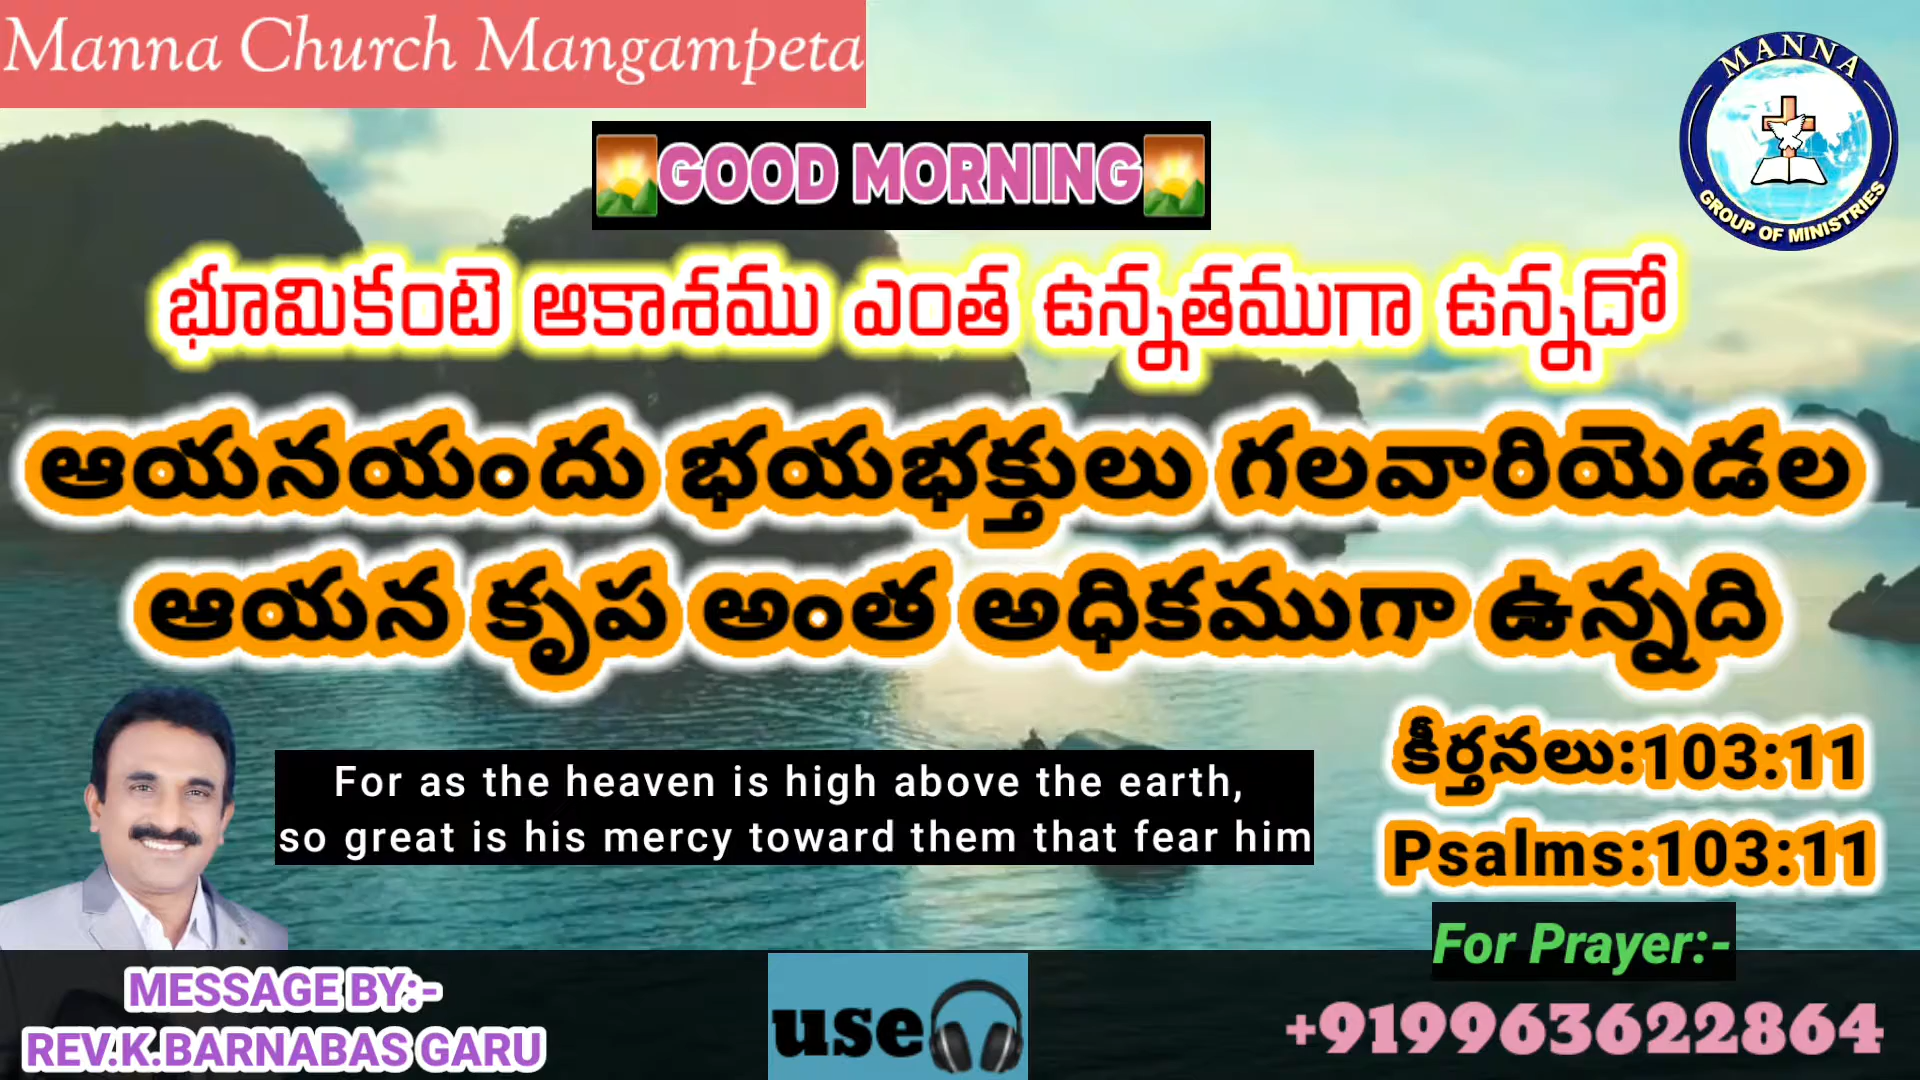 Manna Church Mangampeta
MANNA
GROUP OF MINISTRIES
GOOD MORNING
భూమికంటె ఆకాశము ఎంత ఉన్నతముగా ఉన్నదో
ఆయనయందు భయభక్తులు గలవారియెడల
ఆయన కృప అంత అధికముగా ఉన్నది
కీర్తనలు:103:11
Psalms:103:11
For as the heaven is high above the earth,
so great is his mercy toward them that fear him
For Prayer:-
+919963622864
MESSAGE BY:-
REV.K.BARNABAS GARU
use